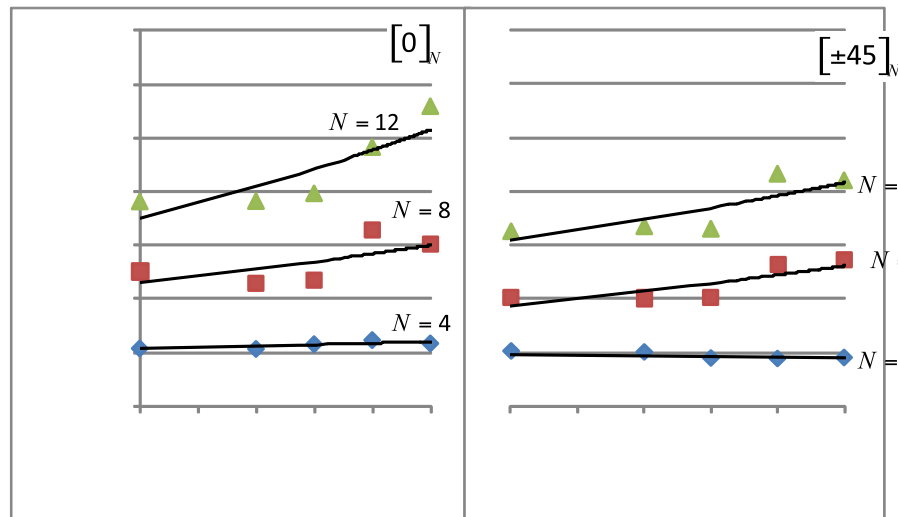 [0]N
N = 12
N = 8
N = 4
[±45]N
N =
N =
N =